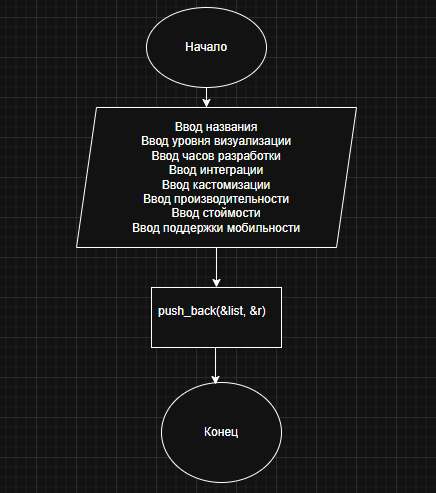 Начало
Ввод названия
Ввод уровня визуализации
Ввод часов разработки
Ввод интеграции
Ввод кастомизации
Ввод производительности
Ввод стоймости
Ввод поддержки мобильности
push_back(&list, &r)
Конец